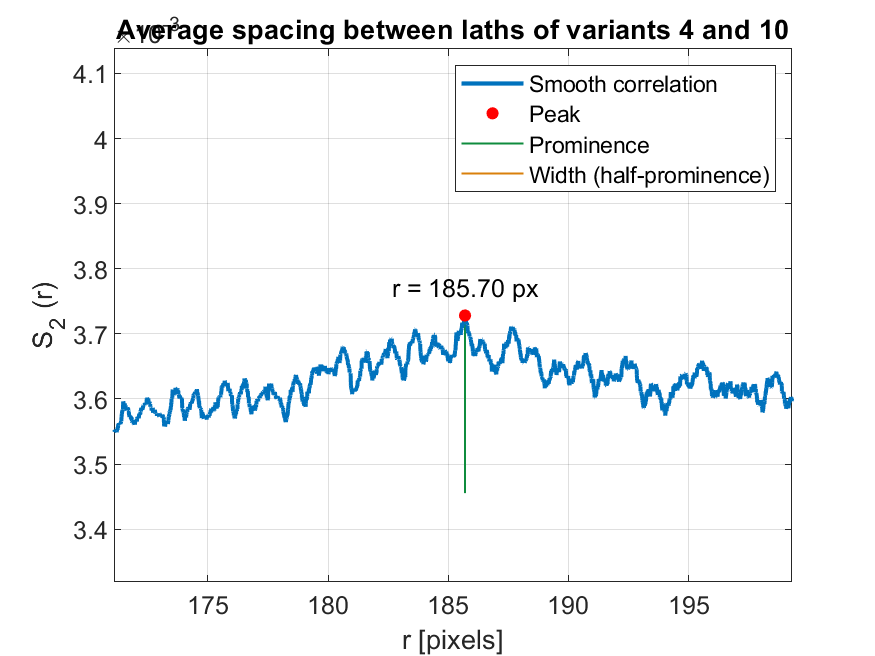 Average spacing between laths of variants 4 and 10
×10-3
4.1
4
3.9
3.8
3.7
3.6
3.5
3.4
S2 (r)
Smooth correlation
Peak
Prominence
Width (half-prominence)
r = 185.70 px
175
180
185
190
195
r [pixels]